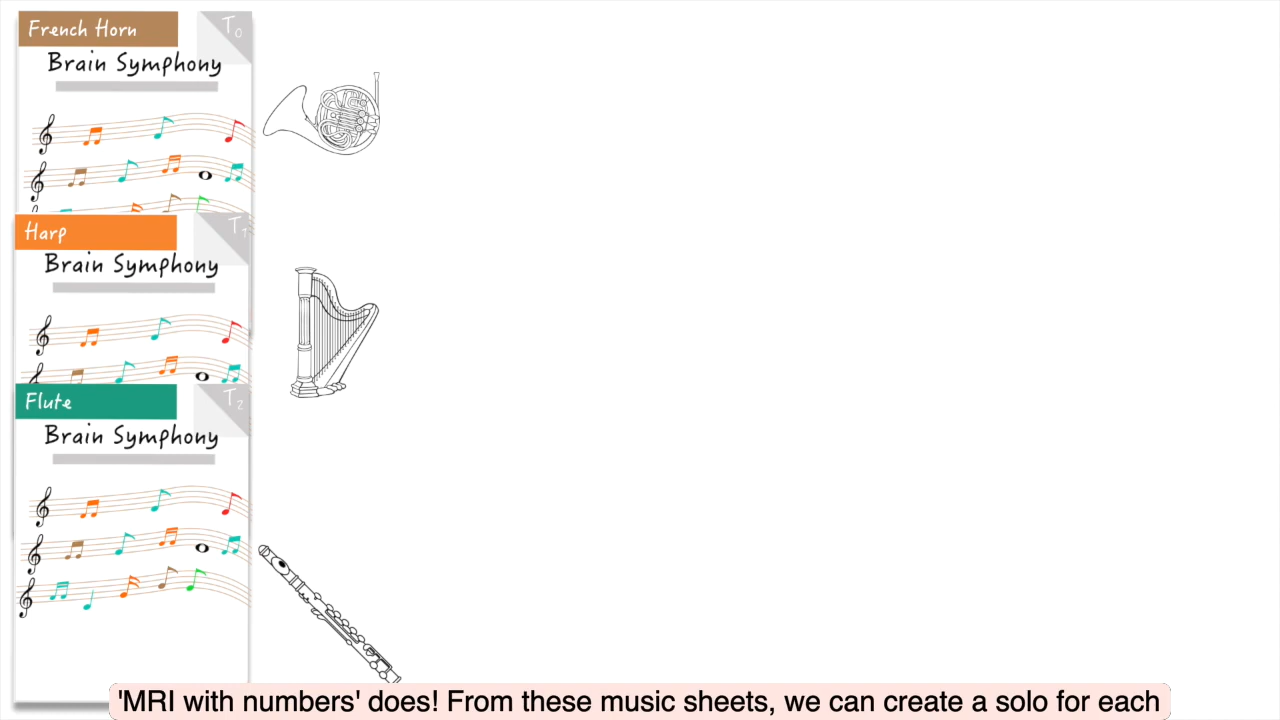 French Horn
T0
Brain Symphony
Harp
T1
Brain Symphony
Flute
T2
Brain Symphony
'MRI with numbers' does! From these music sheets, we can create a solo for each